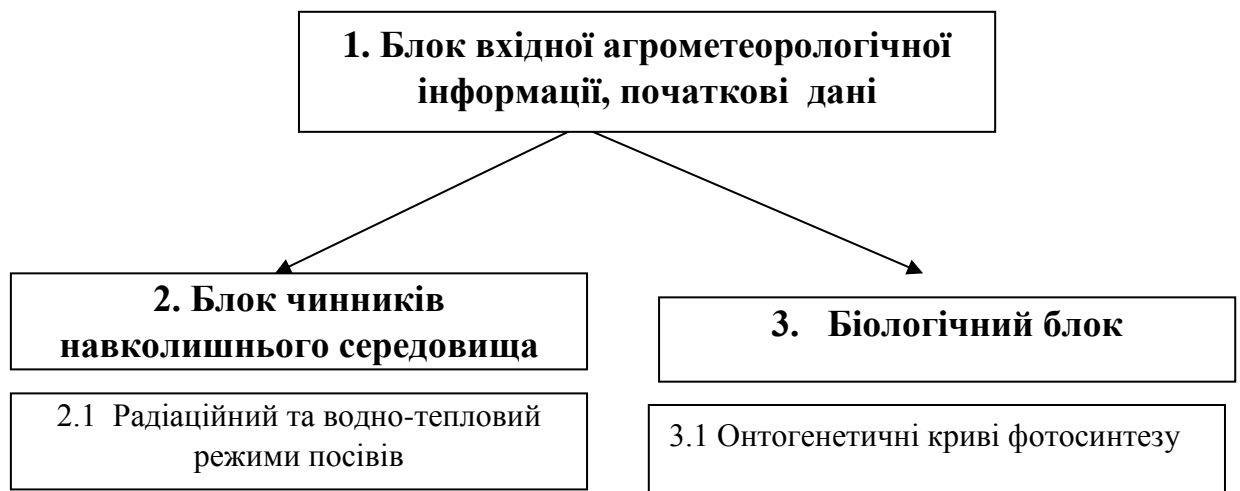 1. Блок вхідної агрометеорологічної
інформації, початкові дані
2. Блок чинників
навколишнього середовища
3. Біологічний блок
2.1 Радіаційний та водно-тепловий
режими посівів
3.1 Онтогенетичні криві фотосинтезу